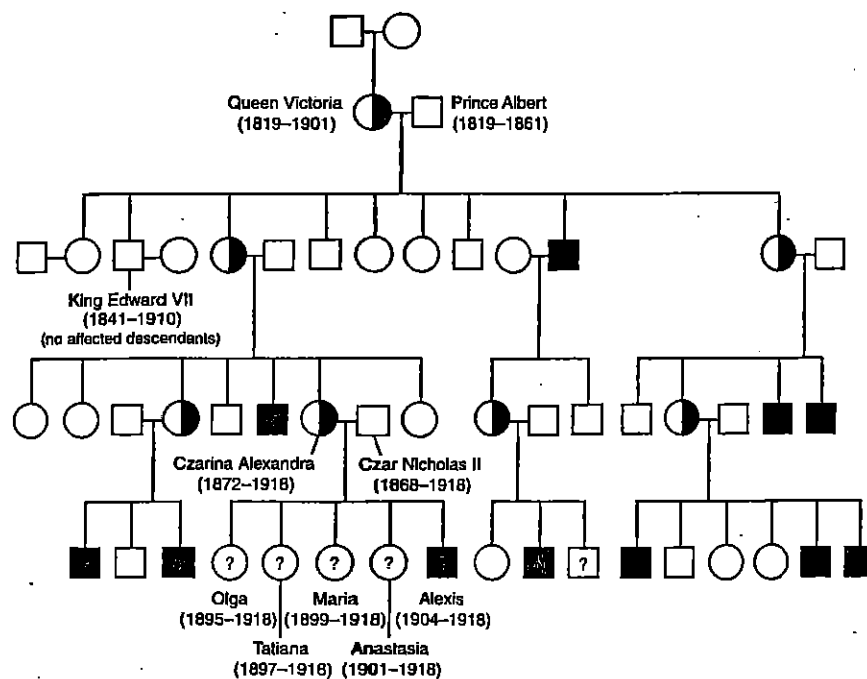 Queen Victoria
(1819–1901)
Prince Albert
(1819–1861)
King Edward VII
(1841–1910)
(no affected descendants)
Czarina Alexandra
(1872–1918)
Czar Nicholas II
(1868–1918)
?
?
?
?
?
Olga
(1895–1918)
Maria
(1899–1918)
Alexis
(1904–1918)
Tatiana
(1897–1918)
Anastasia
(1901–1918)